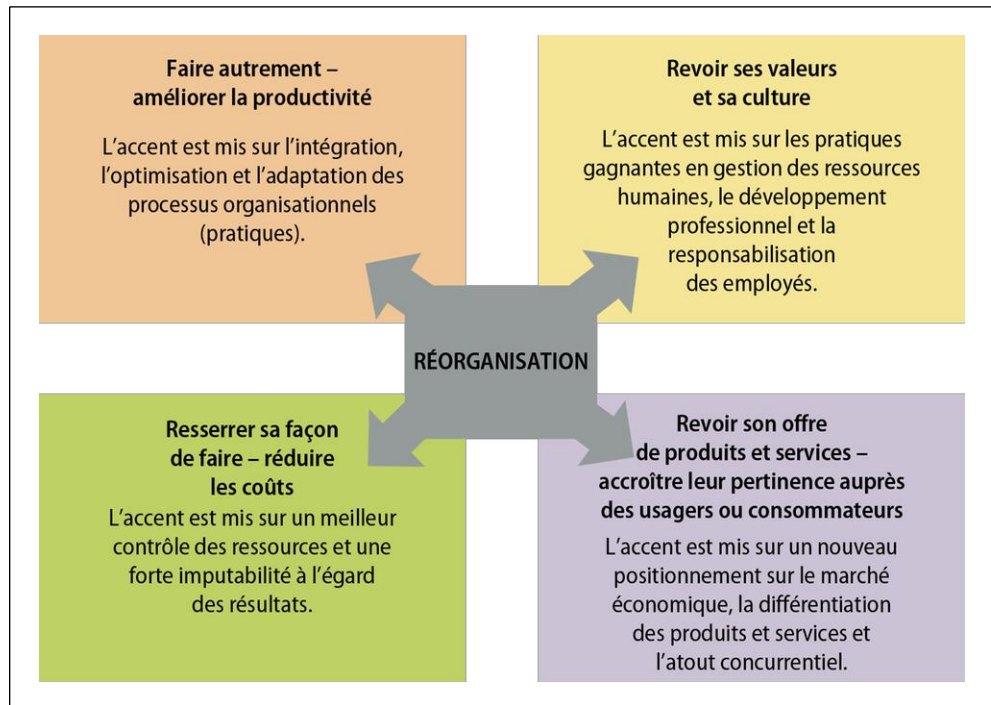 Faire autrement –
améliorer la productivité
L’accent est mis sur l’intégration,
l’optimisation et l’adaptation des
processus organisationnels
(pratiques).
Revoir ses valeurs
et sa culture
L’accent est mis sur les pratiques
gagnantes en gestion des ressources
humaines, le développement
professionnel et la
responsabilisation
des employés.
RÉORGANISATION
Resserrer sa façon
de faire – réduire
les coûts
L’accent est mis sur un meilleur
contrôle des ressources et une
forte imputabilité à l’égard
des résultats.
Revoir son offre
de produits et services –
accroître leur pertinence auprès
des usagers ou consommateurs
L’accent est mis sur un nouveau
positionnement sur le marché
économique, la différentiation
des produits et services et
l’atout concurrentiel.